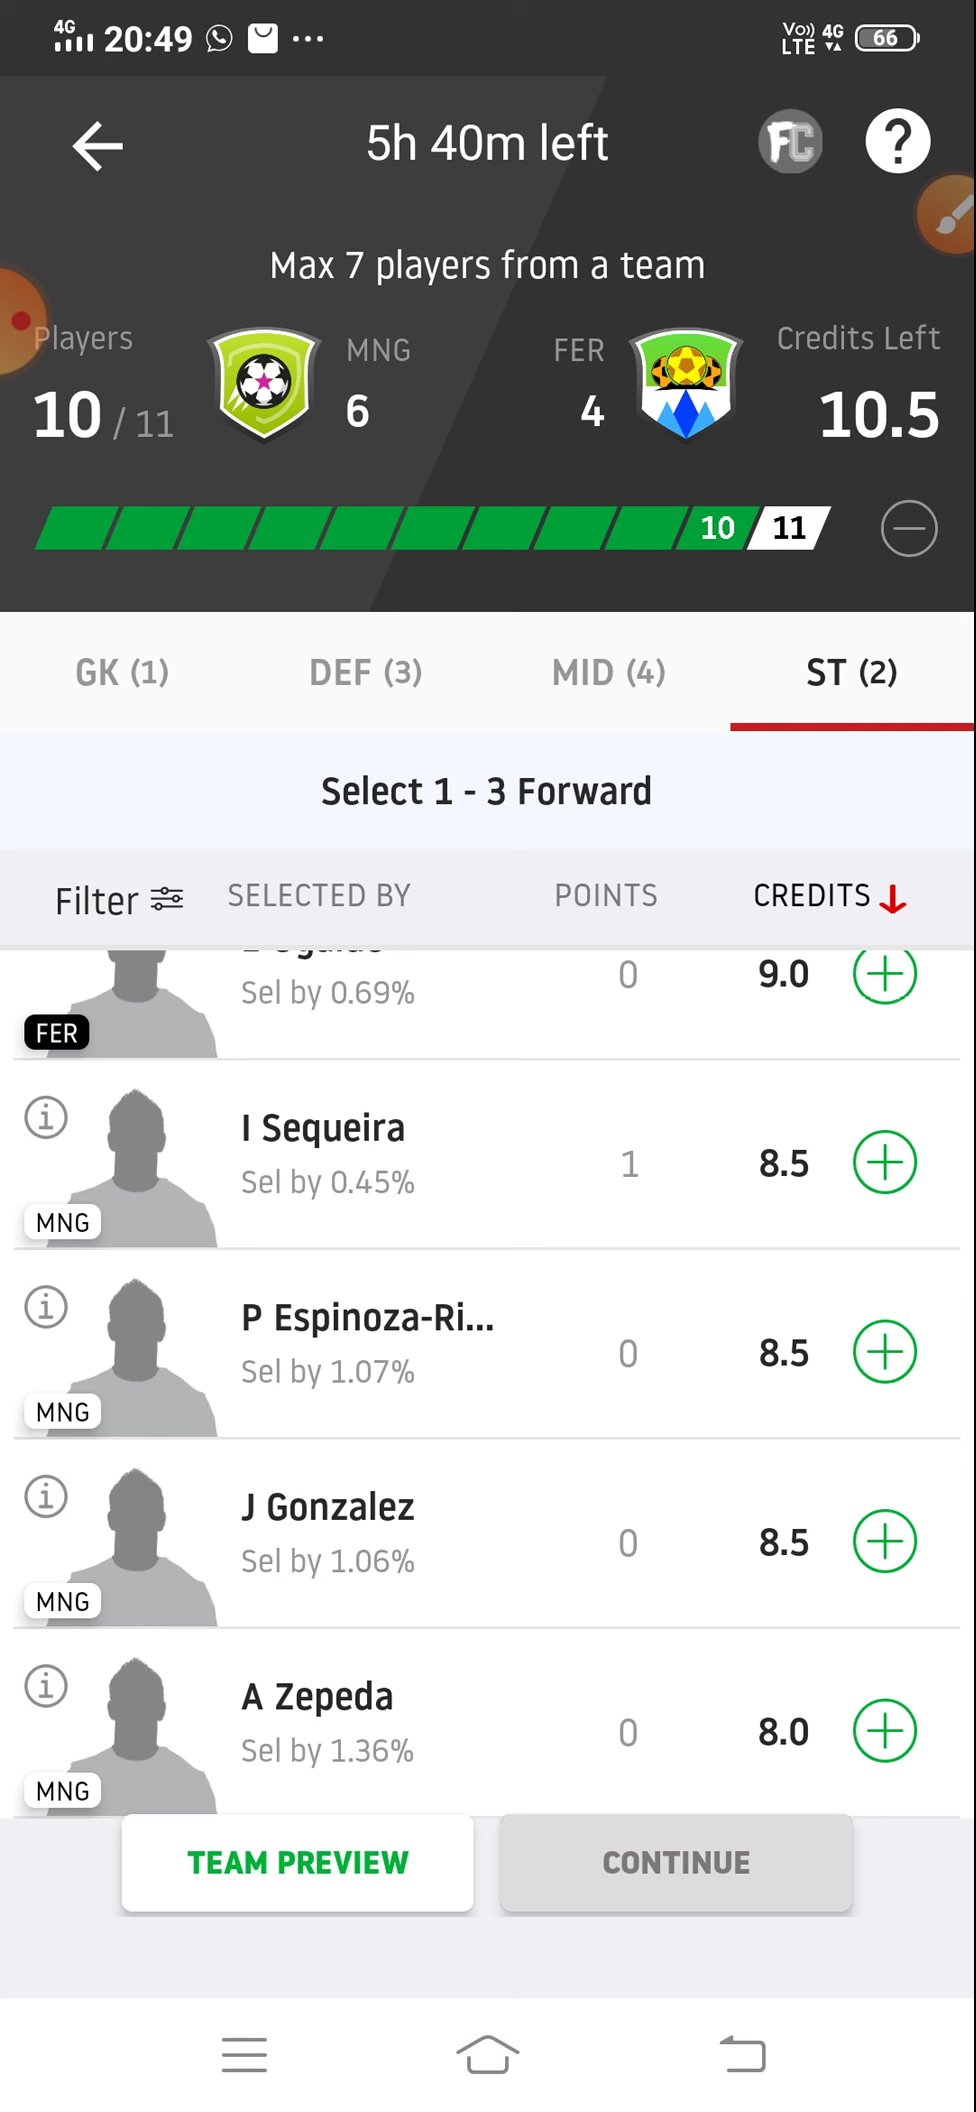 4G 20:49 ... Vo)) LTE 4G 66
5h 40m left FC ?
Max 7 players from a team
Players MNG FER Credits Left
10 / 11 6 4 10.5
10 11
GK (1) DEF (3) MID (4) ST (2)
Select 1 - 3 Forward
Filter SELECTED BY POINTS CREDITS
Sel by 0.69% 0 9.0
FER
I Sequeira
Sel by 0.45% 1 8.5
MNG
P Espinoza-Ri...
Sel by 1.07% 0 8.5
MNG
J Gonzalez
Sel by 1.06% 0 8.5
MNG
A Zepeda
Sel by 1.36% 0 8.0
MNG
TEAM PREVIEW CONTINUE